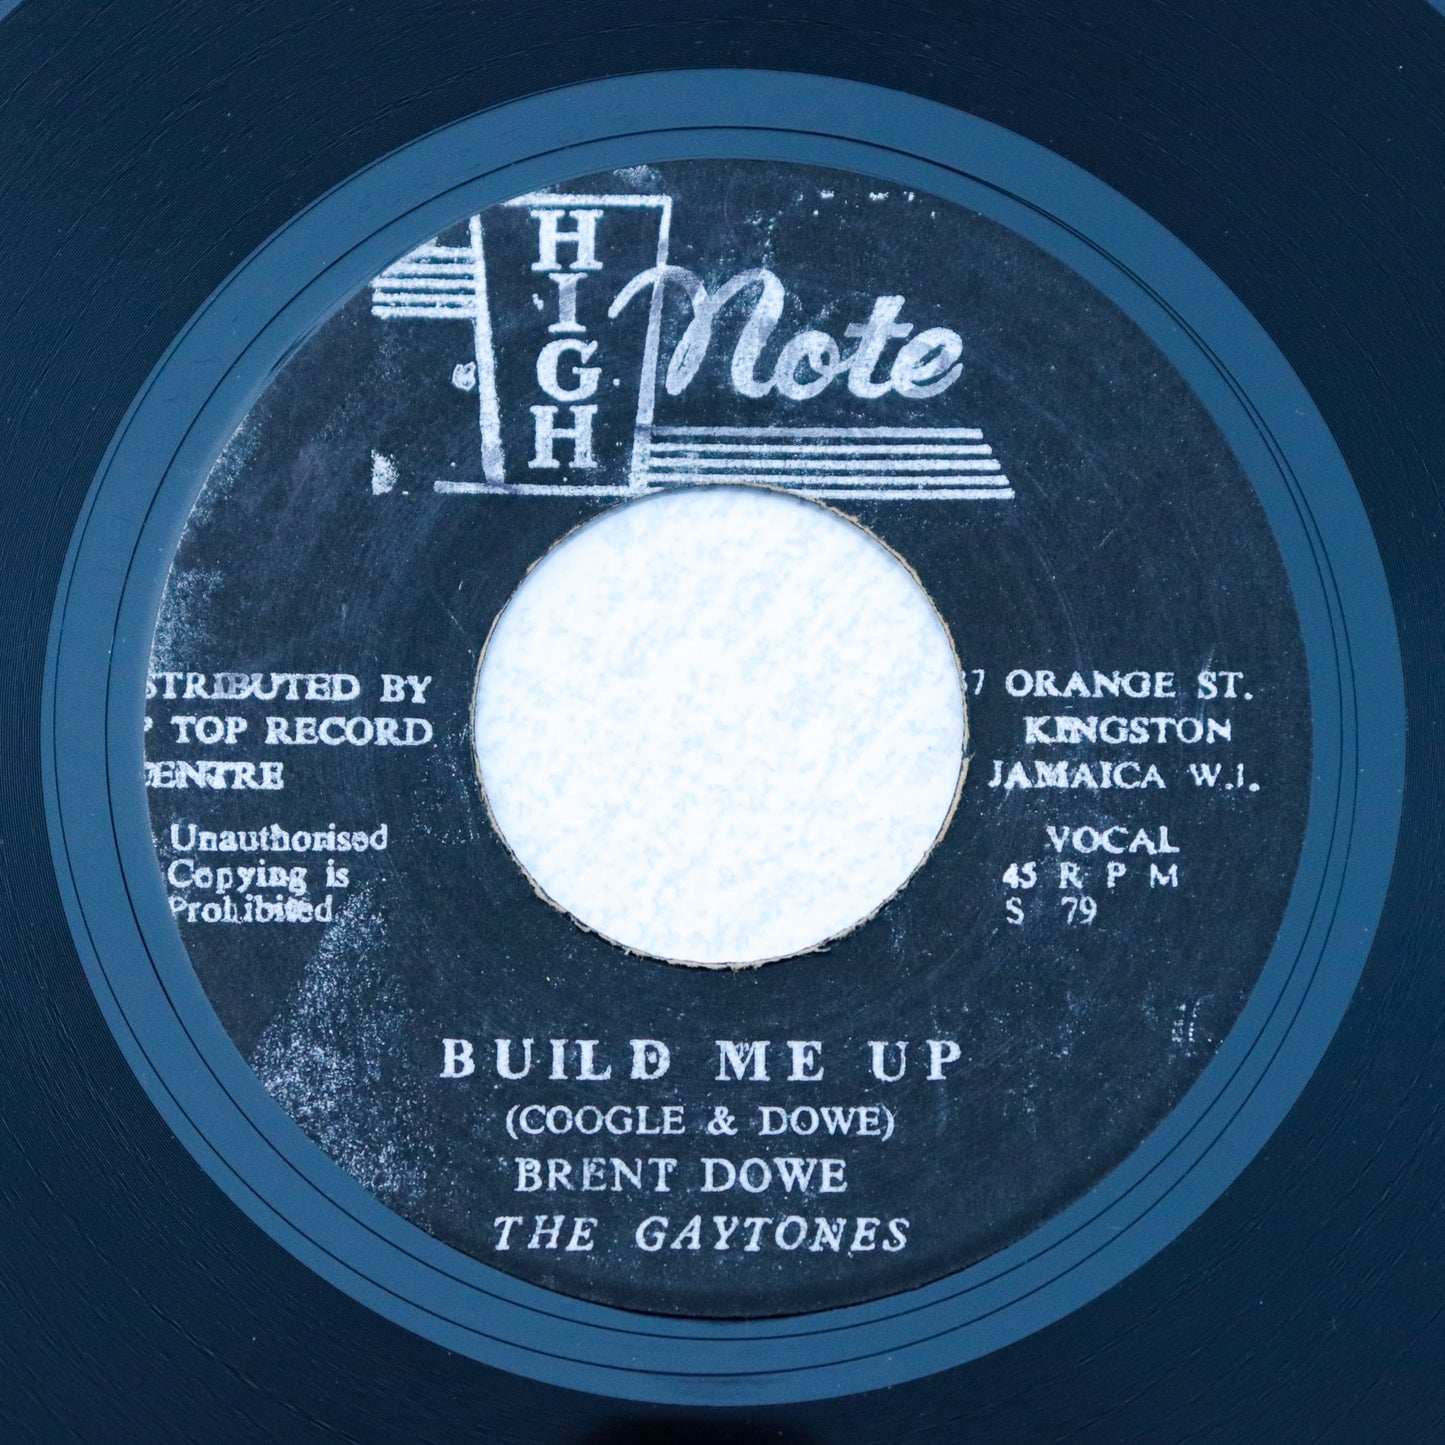 HIGH
Note
STRIBUTED BY
P TOP RECORD
CENTRE
Unauthorised
Copying is
Prohibited
7 ORANGE ST.
KINGSTON
JAMAICA W.I.
VOCAL
45 R P M
S 79
BUILD ME UP
(COOGLE & DOWE)
BRENT DOWE
THE GAYTONES